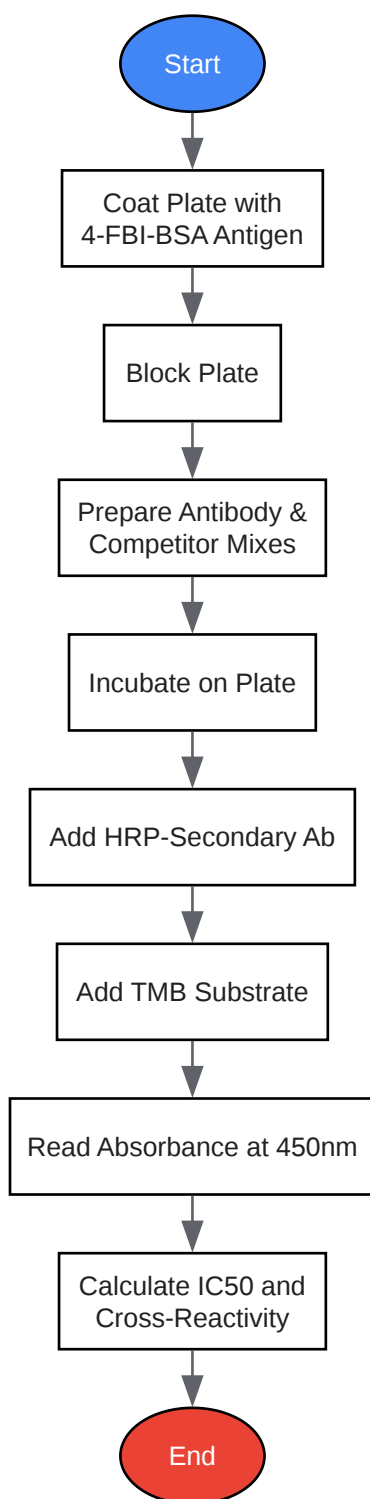 Start
Coat Plate with
4-FBI-BSA Antigen
Block Plate
Prepare Antibody &
Competitor Mixes
Incubate on Plate
Add HRP-Secondary Ab
Add TMB Substrate
Read Absorbance at 450nm
Calculate IC50 and
Cross-Reactivity
End